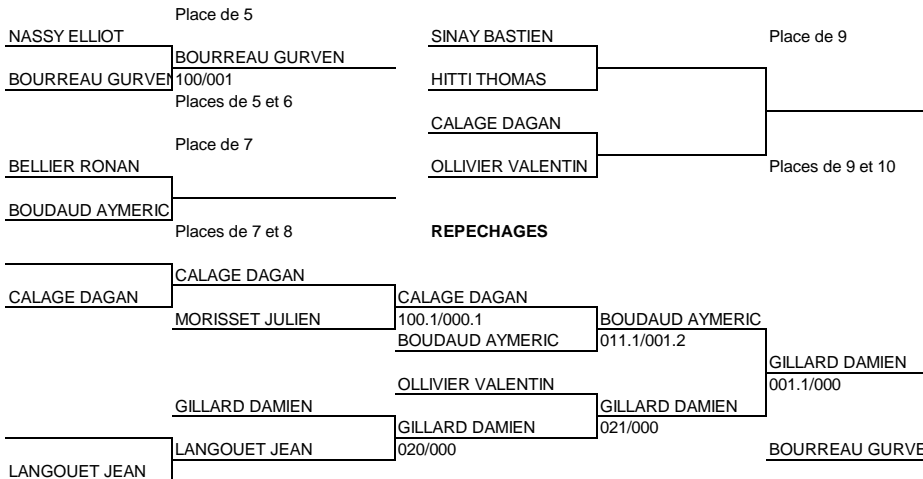 Place de 5
NASSY ELLIOT
BOURREAU GURVEN
BOURREAU GURVEN
100/001
Places de 5 et 6
Place de 7
BELLIER RONAN
BOUDAUD AYMERIC
Places de 7 et 8
SINAY BASTIEN
HITTI THOMAS
CALAGE DAGAN
OLLIVIER VALENTIN
Place de 9
Places de 9 et 10
REPECHAGES
CALAGE DAGAN
CALAGE DAGAN
MORISSET JULIEN
CALAGE DAGAN
100.1/000.1
BOUDAUD AYMERIC
BOUDAUD AYMERIC
011.1/001.2
GILLARD DAMIEN
001.1/000
OLLIVIER VALENTIN
GILLARD DAMIEN
GILLARD DAMIEN
021/000
GILLARD DAMIEN
020/000
LANGOUET JEAN
LANGOUET JEAN
BOURREAU GURVE